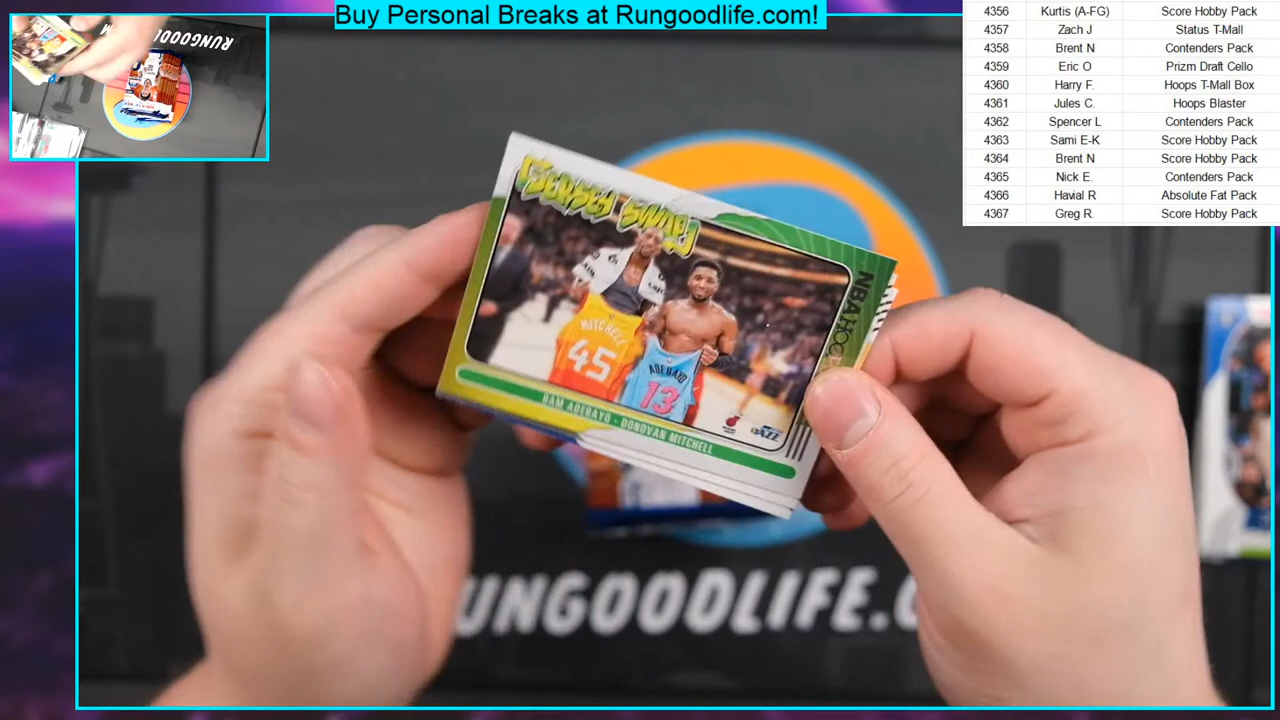 Buy Personal Breaks at Rungoodlife.com!
4356 Kurtis (A-FG) Score Hobby Pack
4357 Zach J Status T-Mall
4358 Brent N Contenders Pack
4359 Eric O Prizm Draft Cello
4360 Harry F. Hoops T-Mall Box
4361 Jules C. Hoops Blaster
4362 Spencer L Contenders Pack
4363 Sami E-K Score Hobby Pack
4364 Brent N Score Hobby Pack
4365 Nick E. Contenders Pack
4366 Havial R Absolute Fat Pack
4367 Greg R. Score Hobby Pack
RUNGOOD
JERSEY SWAP
NBA HOOPS
MITCHELL
45
ADEBAYO
13
JAZZ
BAM ADEBAYO · DONOVAN MITCHELL
UNGOODLIFE.C